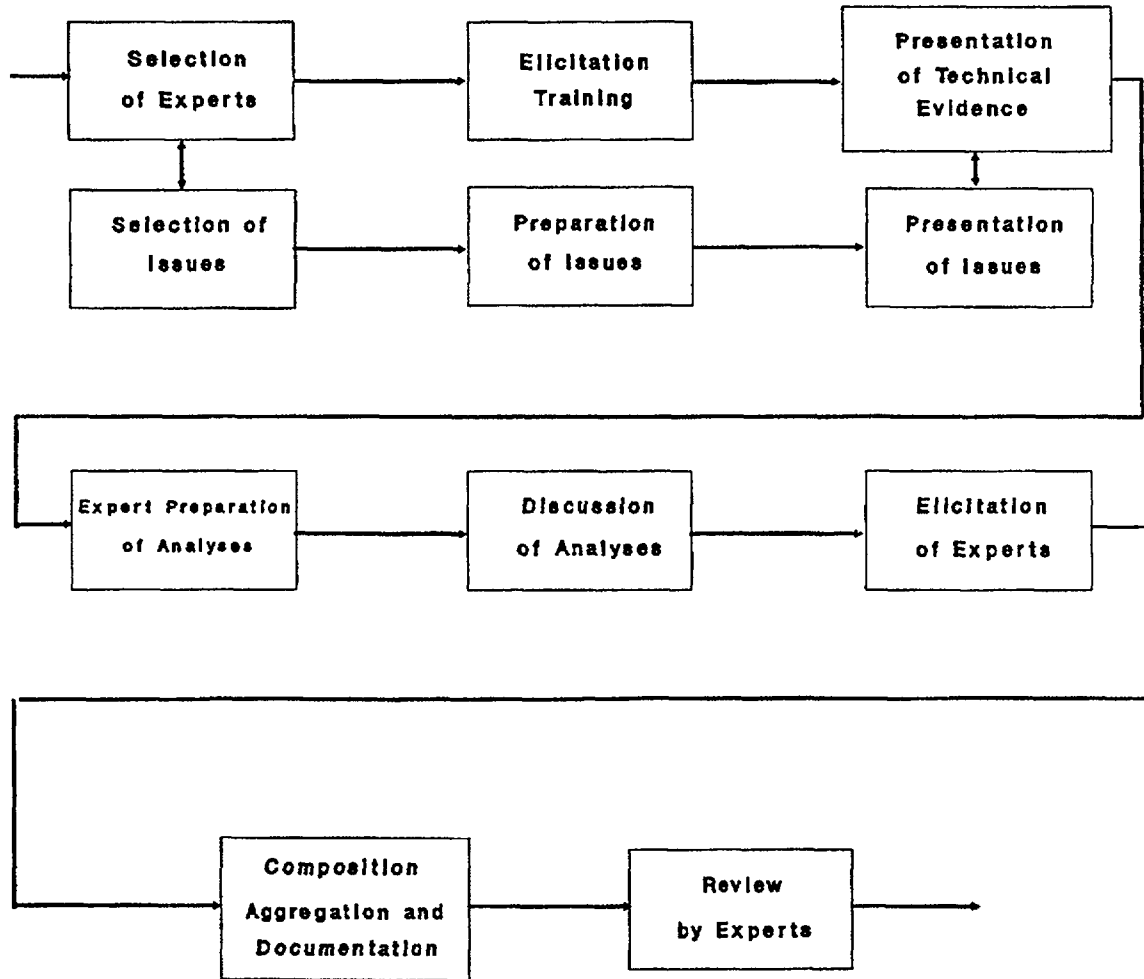 Selection
of Experts
Elicitation
Training
Presentation
of Technical
Evidence
Selection of
Issues
Preparation
of Issues
Presentation
of Issues
Expert Preparation
of Analyses
Discussion
of Analyses
Elicitation
of Experts
Composition
Aggregation and
Documentation
Review
by Experts